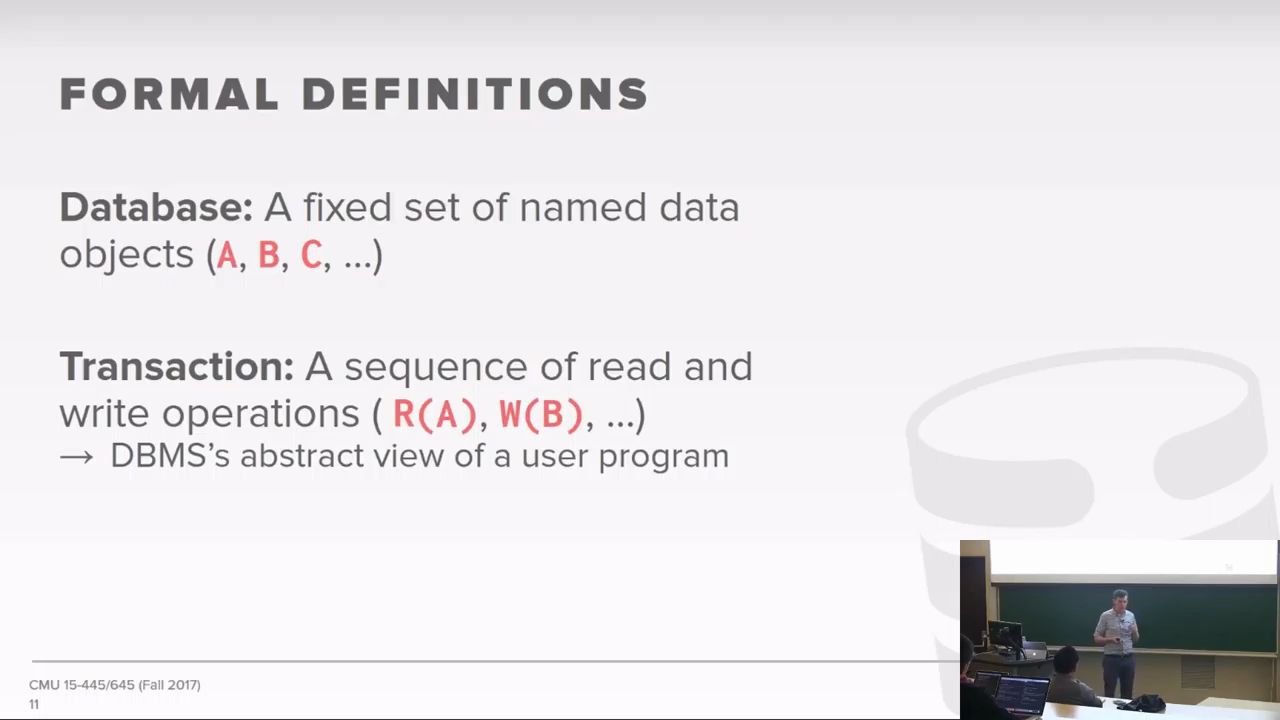 FORMAL DEFINITIONS
Database: A fixed set of named data
objects (A, B, C, ...)
Transaction: A sequence of read and
write operations ( R(A), W(B), ...)
→ DBMS’s abstract view of a user program
CMU 15-445/645 (Fall 2017)
11